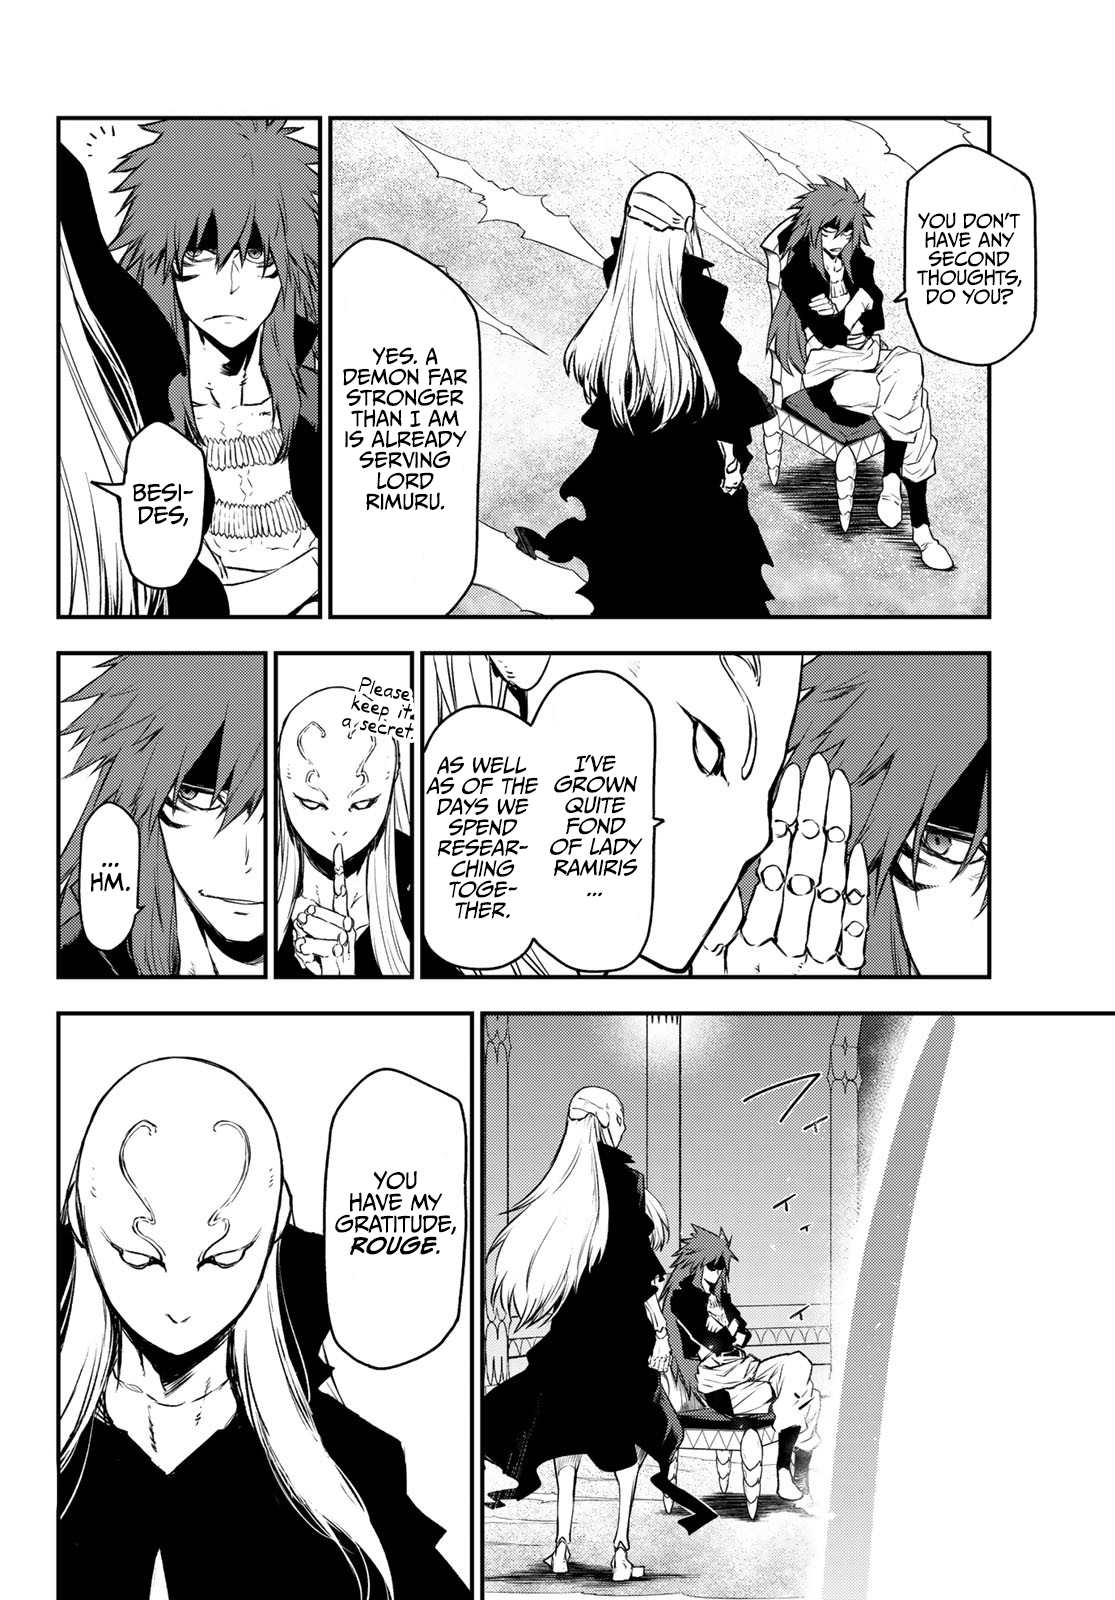 YOU DON'T
HAVE ANY
SECOND
THOUGHTS,
DO YOU?
YES. A
DEMON FAR
STRONGER
THAN I AM
IS ALREADY
SERVING
LORD
RIMURU.
BESI-
DES,
I'VE
GROWN
QUITE
FOND
OF LADY
RAMIRIS
...
AS WELL
AS OF THE
DAYS WE
SPEND
RESEAR-
CHING
TOGE-
THER.
Please
keep it
a secret.
...
HM.
YOU
HAVE MY
GRATITUDE,
ROUGE.